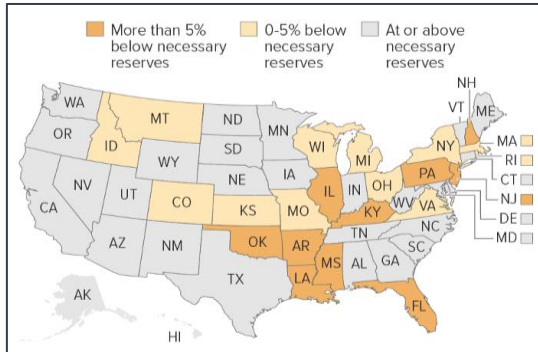 More than 5%
below necessary
reserves
0-5% below
necessary
reserves
At or above
necessary
reserves
NH
VT
ME
WA
MT
ND
MN
OR
ID
SD
WI
MI
NY
MA
WY
RI
NE
IA
PA
CT
NV
UT
CO
IL
IN
OH
NJ
CA
KS
MO
KY
WV
VA
DE
MD
NC
TN
AZ
NM
OK
AR
SC
MS
AL
GA
TX
LA
AK
FL
HI